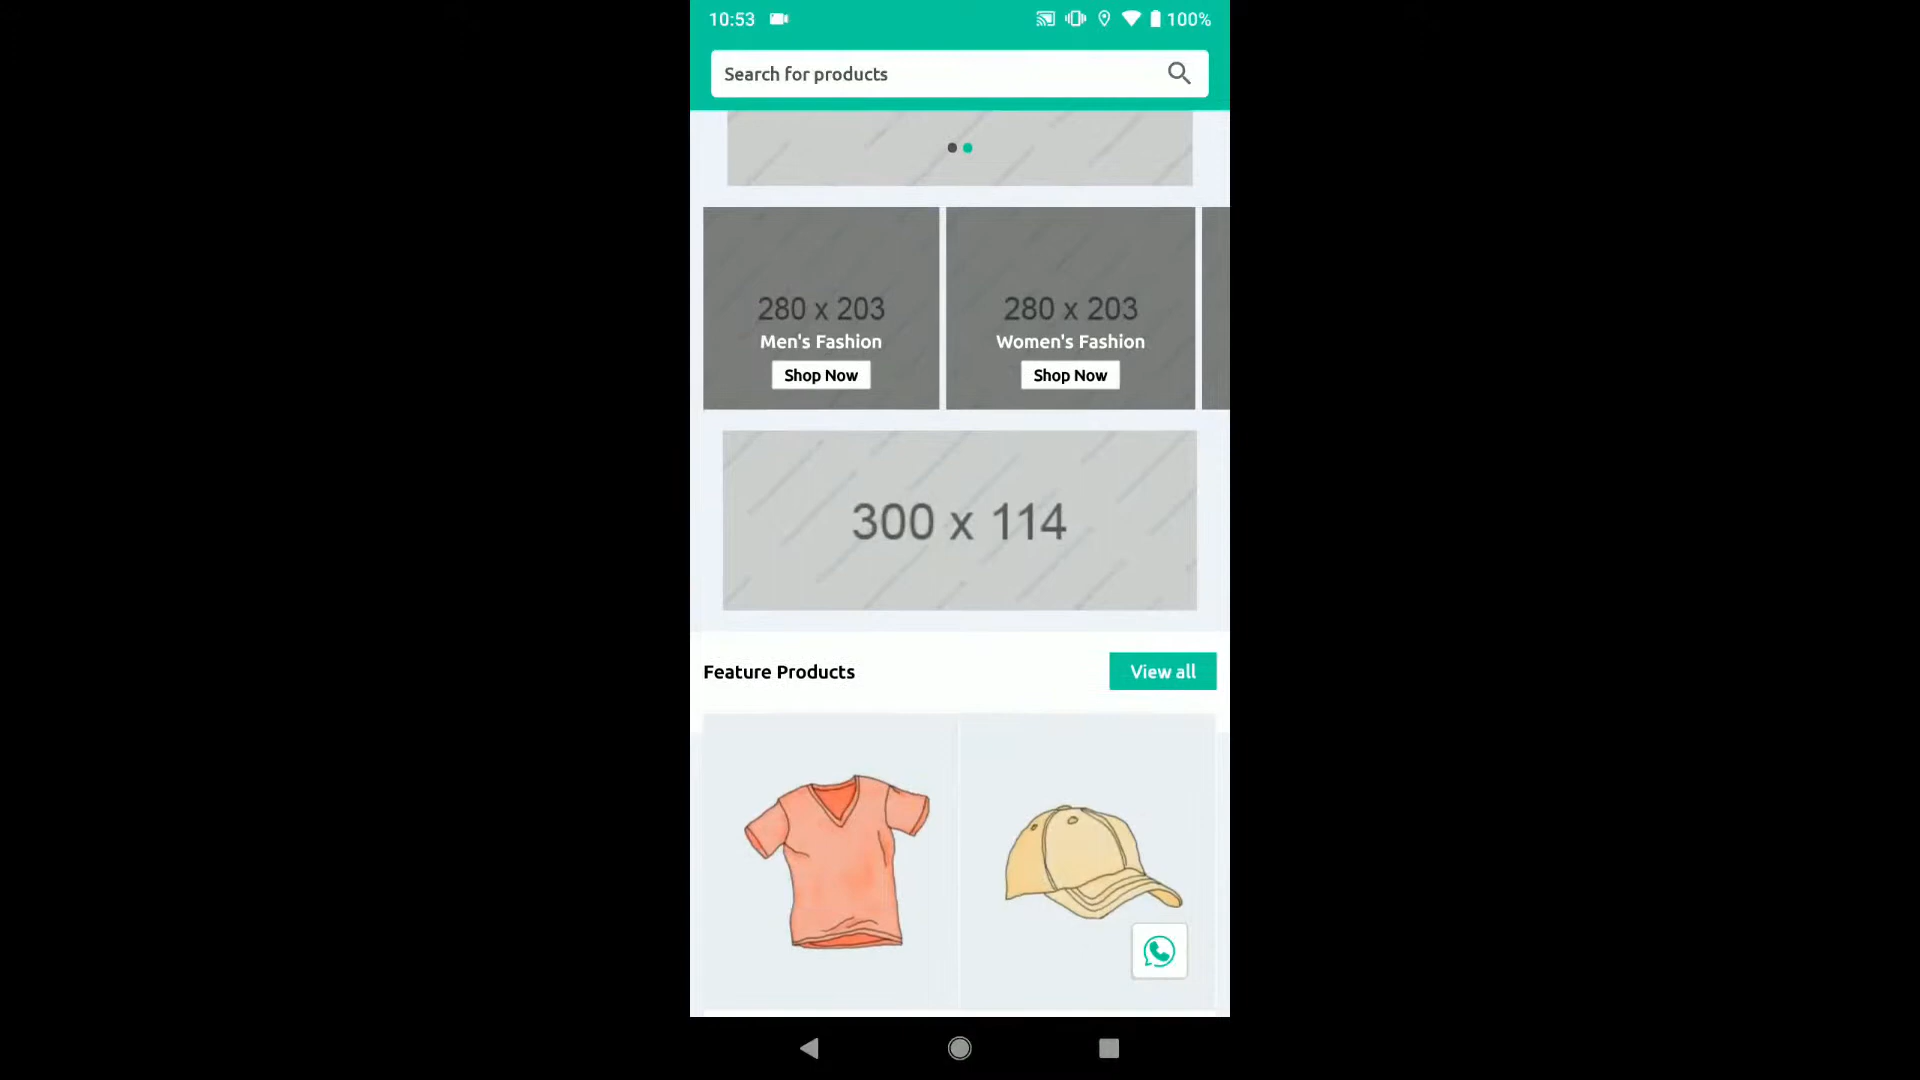 10:53
100%
Search for products
280 x 203
Men's Fashion
Shop Now
280 x 203
Women's Fashion
Shop Now
300 x 114
Feature Products
View all